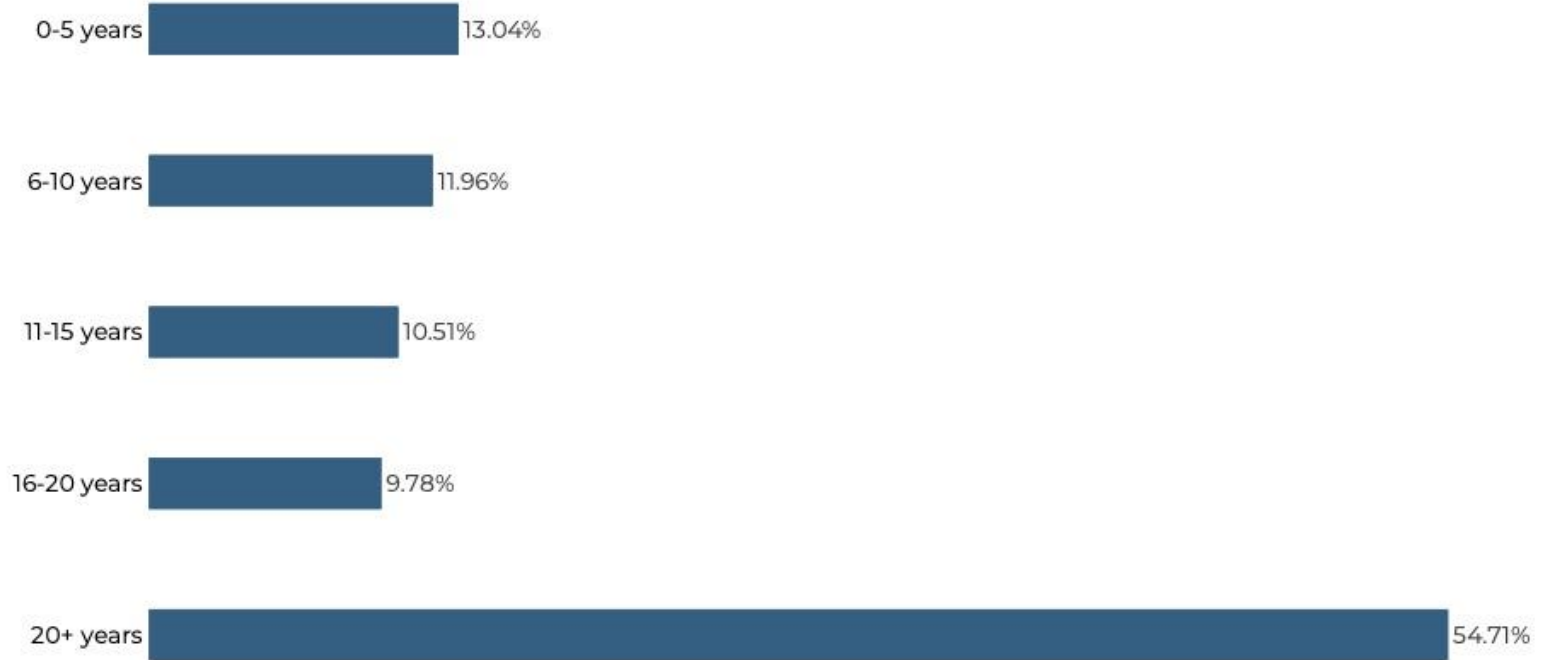 0-5 years 13.04%
6-10 years 11.96%
11-15 years 10.51%
16-20 years 9.78%
20+ years 54.71%